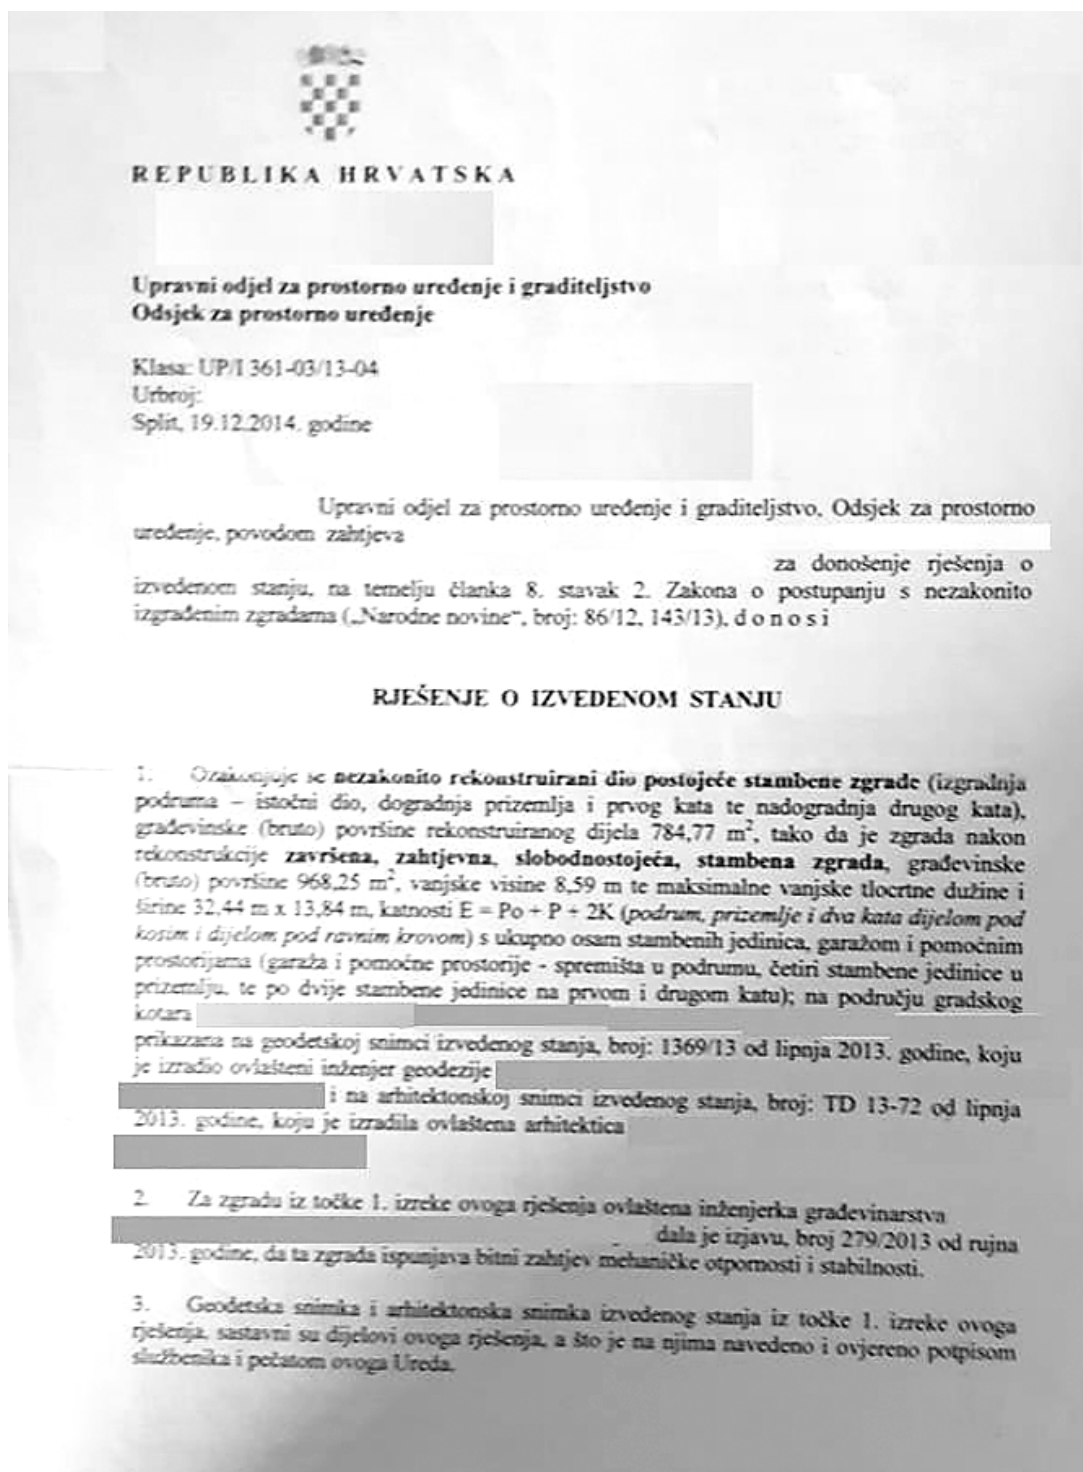 REPUBLIKA HRVATSKA
Upravni odjel za prostorno uređenje i graditeljstvo
Odsjek za prostorno uređenje
Klasa: UP/I 361-03/13-04
Urbroj:
Split, 19.12.2014. godine
Upravni odjel za prostorno uređenje i graditeljstvo, Odsjek za prostorno
uređenje, povodom zahtjeva
za donošenje rješenja o
izvedenom stanju, na temelju članka 8. stavak 2. Zakona o postupanju s nezakonito
izgrađenim zgradama („Narodne novine“, broj: 86/12, 143/13), d o n o s i
RJEŠENJE O IZVEDENOM STANJU
1. Ozakonjuje se nezakonito rekonstruirani dio postojeće stambene zgrade (izgradnja
podruma – istočni dio, dogradnja prizemlja i prvog kata te nadogradnja drugog kata),
građevinske (bruto) površine rekonstruiranog dijela 784,77 m², tako da je zgrada nakon
rekonstrukcije završena, zahtjevna, slobodnostojeća, stambena zgrada, građevinske
(bruto) površine 968,25 m², vanjske visine 8,59 m te maksimalne vanjske tlocrtne dužine i
širine 32,44 m x 13,84 m, katnosti E = Po + P + 2K (podrum, prizemlje i dva kata dijelom pod
kosim i dijelom pod ravnim krovom) s ukupno osam stambenih jedinica, garažom i pomoćnim
prostorijama (garaža i pomoćne prostorije - spremišta u podrumu, četiri stambene jedinice u
prizemlju, te po dvije stambene jedinice na prvom i drugom katu); na području gradskog
kotara
prikazana na geodetskoj snimci izvedenog stanja, broj: 1369/13 od lipnja 2013. godine, koju
je izradio ovlašteni inženjer geodezije
i na arhitektonskoj snimci izvedenog stanja, broj: TD 13-72 od lipnja
2013. godine, koju je izradila ovlaštena arhitektica
2. Za zgradu iz točke 1. izreke ovoga rješenja ovlaštena inženjerka građevinarstva
dala je izjavu, broj 279/2013 od rujna
2013. godine, da ta zgrada ispunjava bitni zahtjev mehaničke otpornosti i stabilnosti.
3. Geodetska snimka i arhitektonska snimka izvedenog stanja iz točke 1. izreke ovoga
rješenja, sastavni su dijelovi ovoga rješenja, a što je na njima navedeno i ovjereno potpisom
službenika i pečatom ovoga Ureda.